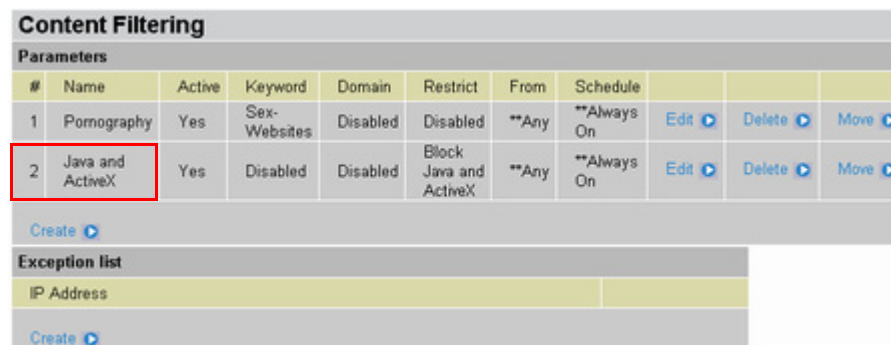 Content Filtering
Parameters
# Name Active Keyword Domain Restrict From Schedule
1 Pornography Yes Sex-Websites Disabled Disabled **Any **Always On Edit Delete Move
2 Java and ActiveX Yes Disabled Disabled Block Java and ActiveX **Any **Always On Edit Delete Move
Create
Exception list
IP Address
Create